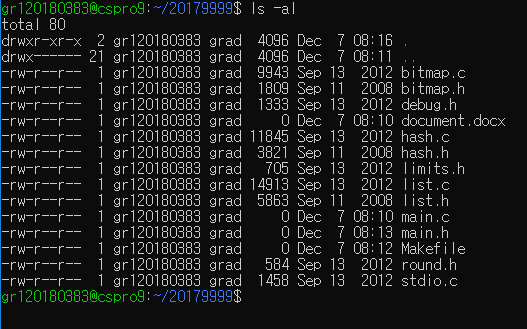 gr120180383@cspro9:~/20179999$ ls -al
total 80
drwxr-xr-x  2 gr120180383 grad  4096 Dec  7 08:16 .
drwx------ 21 gr120180383 grad  4096 Dec  7 08:11 ..
-rw-r--r--  1 gr120180383 grad  9943 Sep 13  2012 bitmap.c
-rw-r--r--  1 gr120180383 grad  1809 Sep 11  2008 bitmap.h
-rw-r--r--  1 gr120180383 grad  1333 Sep 13  2012 debug.h
-rw-r--r--  1 gr120180383 grad     0 Dec  7 08:10 document.docx
-rw-r--r--  1 gr120180383 grad 11845 Sep 13  2012 hash.c
-rw-r--r--  1 gr120180383 grad  3821 Sep 11  2008 hash.h
-rw-r--r--  1 gr120180383 grad   705 Sep 13  2012 limits.h
-rw-r--r--  1 gr120180383 grad 14913 Sep 13  2012 list.c
-rw-r--r--  1 gr120180383 grad  5863 Sep 11  2008 list.h
-rw-r--r--  1 gr120180383 grad     0 Dec  7 08:10 main.c
-rw-r--r--  1 gr120180383 grad     0 Dec  7 08:13 main.h
-rw-r--r--  1 gr120180383 grad     0 Dec  7 08:12 Makefile
-rw-r--r--  1 gr120180383 grad   584 Sep 13  2012 round.h
-rw-r--r--  1 gr120180383 grad  1458 Sep 13  2012 stdio.c
gr120180383@cspro9:~/20179999$